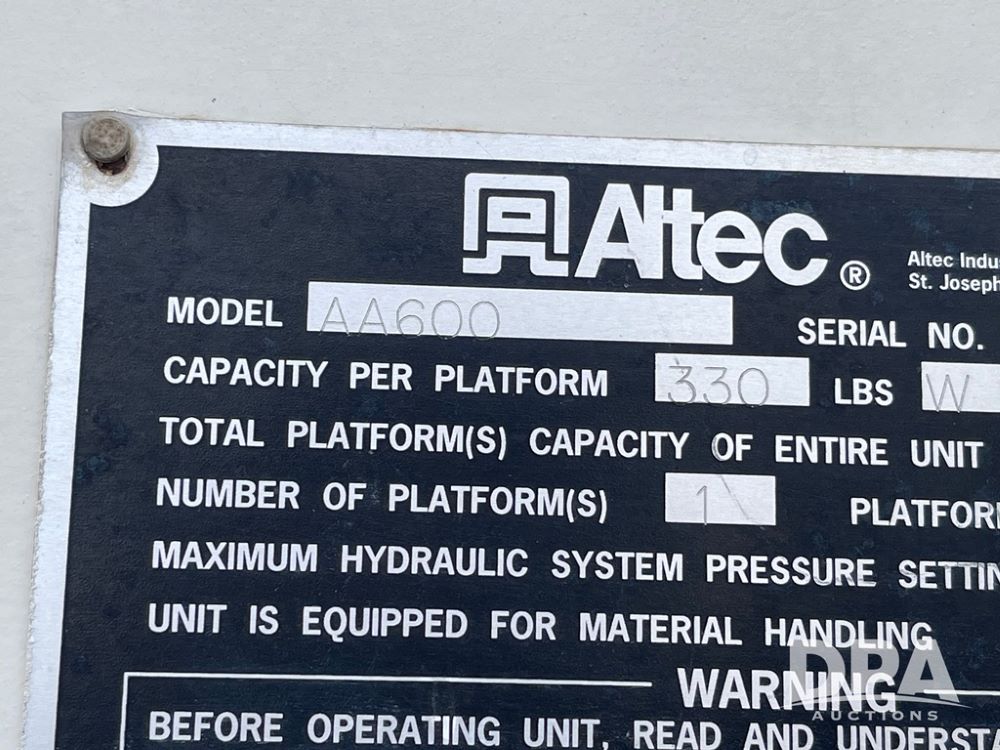 Altec®
Altec Indus
St. Joseph
MODEL AA600 SERIAL NO.
CAPACITY PER PLATFORM 330 LBS W
TOTAL PLATFORM(S) CAPACITY OF ENTIRE UNIT
NUMBER OF PLATFORM(S) 1 PLATFORM
MAXIMUM HYDRAULIC SYSTEM PRESSURE SETTIN
UNIT IS EQUIPPED FOR MATERIAL HANDLING
WARNING
BEFORE OPERATING UNIT, READ AND UNDERSTA
DPA
AUCTIONS